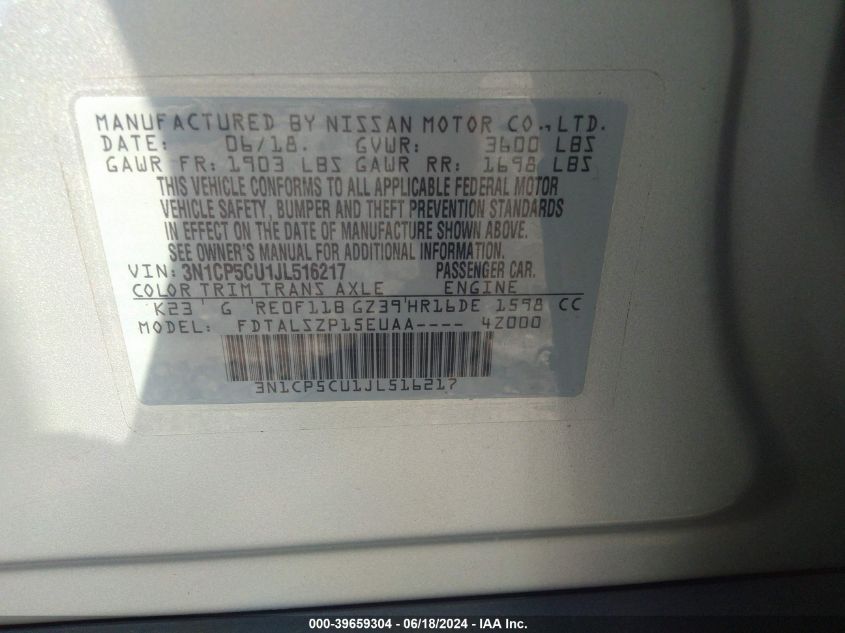 MANUFACTURED BY NISSAN MOTOR CO., LTD.
DATE: 06/18. GVWR: 3600 LBS
GAWR FR: 1903 LBS GAWR RR: 1698 LBS
THIS VEHICLE CONFORMS TO ALL APPLICABLE FEDERAL MOTOR
VEHICLE SAFETY, BUMPER AND THEFT PREVENTION STANDARDS
IN EFFECT ON THE DATE OF MANUFACTURE SHOWN ABOVE.
SEE OWNER'S MANUAL FOR ADDITIONAL INFORMATION.
VIN: 3N1CP5CU1JL516217 PASSENGER CAR.
COLOR TRIM TRANS AXLE ENGINE
K23 G RE0F11B GZ39 HR16DE 1598 CC
MODEL: FDTALSZP15EUAA---- 4Z000
3N1CP5CU1JL516217
000-39659304 - 06/18/2024 - IAA Inc.